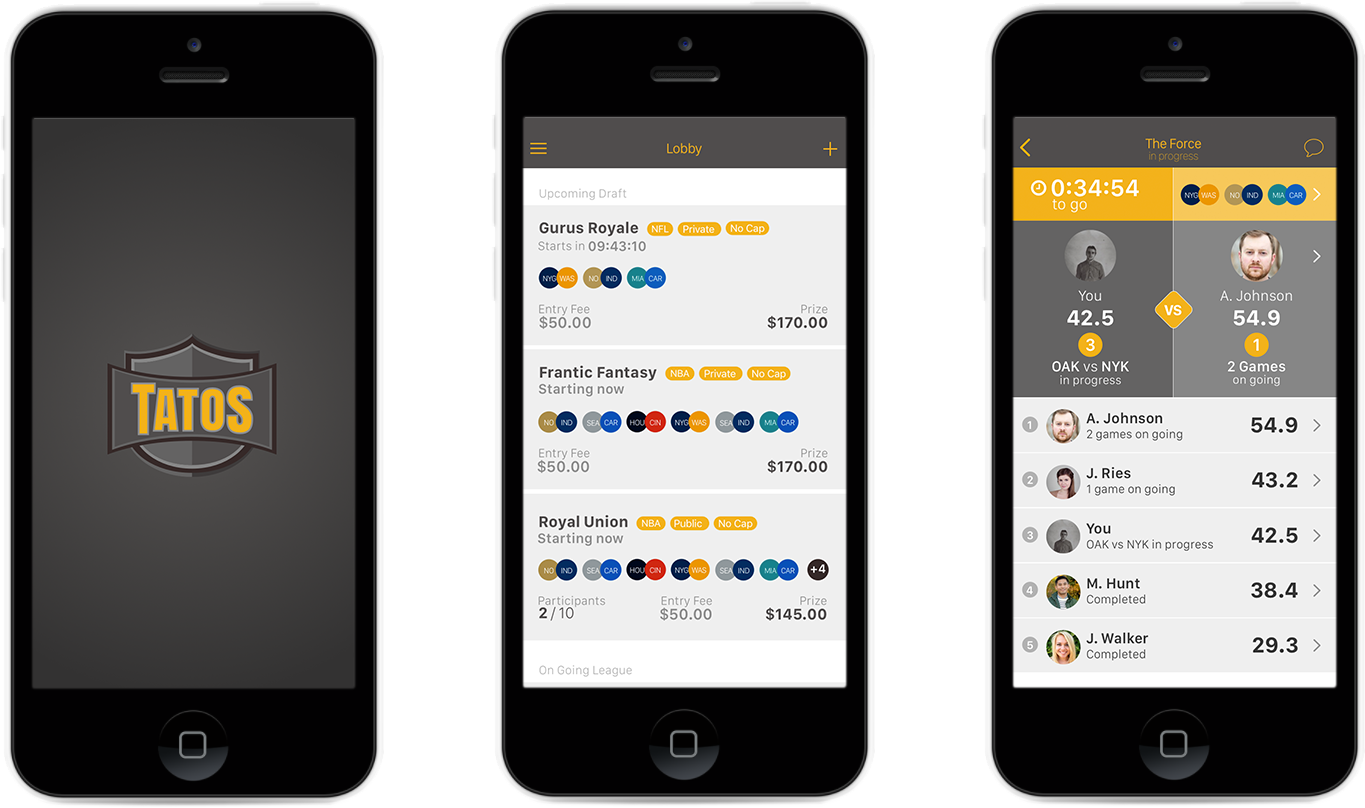 TATOS
Lobby
Upcoming Draft
Gurus Royale NFL Private No Cap
Starts in 09:43:10
NYG WAS NO IND MIA CAR
Entry Fee Prize
$50.00 $170.00
Frantic Fantasy NBA Private No Cap
Starting now
NO IND SEA CAR HOU CIN NYG WAS SEA IND MIA CAR
Entry Fee Prize
$50.00 $170.00
Royal Union NBA Public No Cap
Starting now
NO IND SEA CAR HOU CIN NYG WAS SEA IND MIA CAR +4
Participants Entry Fee Prize
2 / 10 $50.00 $145.00
On Going League
The Force
in progress
0:34:54
to go
NYG WAS NO IND MIA CAR
You
42.5
3
OAK vs NYK
in progress
VS
A. Johnson
54.9
1
2 Games
on going
1 A. Johnson 54.9
2 games on going
2 J. Ries 43.2
1 game on going
3 You 42.5
OAK vs NYK in progress
4 M. Hunt 38.4
Completed
5 J. Walker 29.3
Completed